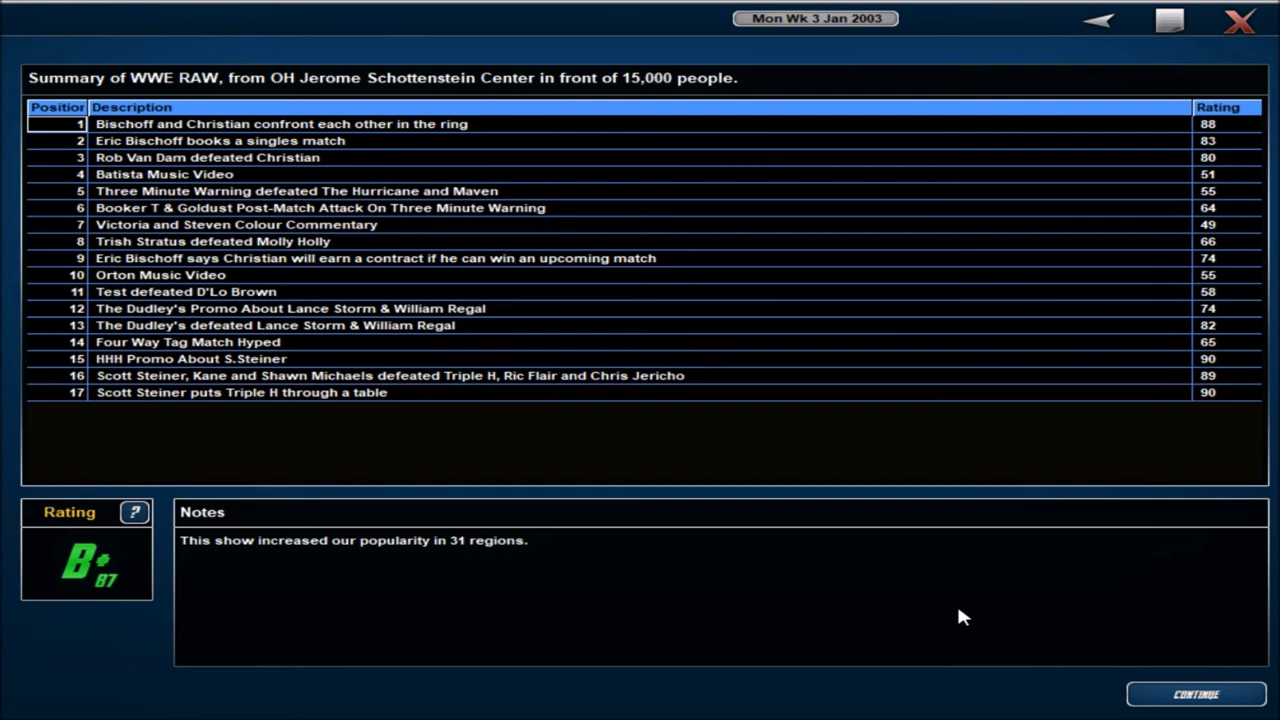 Mon Wk 3 Jan 2003
Summary of WWE RAW, from OH Jerome Schottenstein Center in front of 15,000 people.
Position Description Rating
1 Bischoff and Christian confront each other in the ring 88
2 Eric Bischoff books a singles match 83
3 Rob Van Dam defeated Christian 80
4 Batista Music Video 51
5 Three Minute Warning defeated The Hurricane and Maven 55
6 Booker T & Goldust Post-Match Attack On Three Minute Warning 64
7 Victoria and Steven Colour Commentary 49
8 Trish Stratus defeated Molly Holly 66
9 Eric Bischoff says Christian will earn a contract if he can win an upcoming match 74
10 Orton Music Video 55
11 Test defeated D'Lo Brown 58
12 The Dudley's Promo About Lance Storm & William Regal 74
13 The Dudley's defeated Lance Storm & William Regal 82
14 Four Way Tag Match Hyped 65
15 HHH Promo About S.Steiner 90
16 Scott Steiner, Kane and Shawn Michaels defeated Triple H, Ric Flair and Chris Jericho 89
17 Scott Steiner puts Triple H through a table 90
Rating ?
B+
87
Notes
This show increased our popularity in 31 regions.
CONTINUE